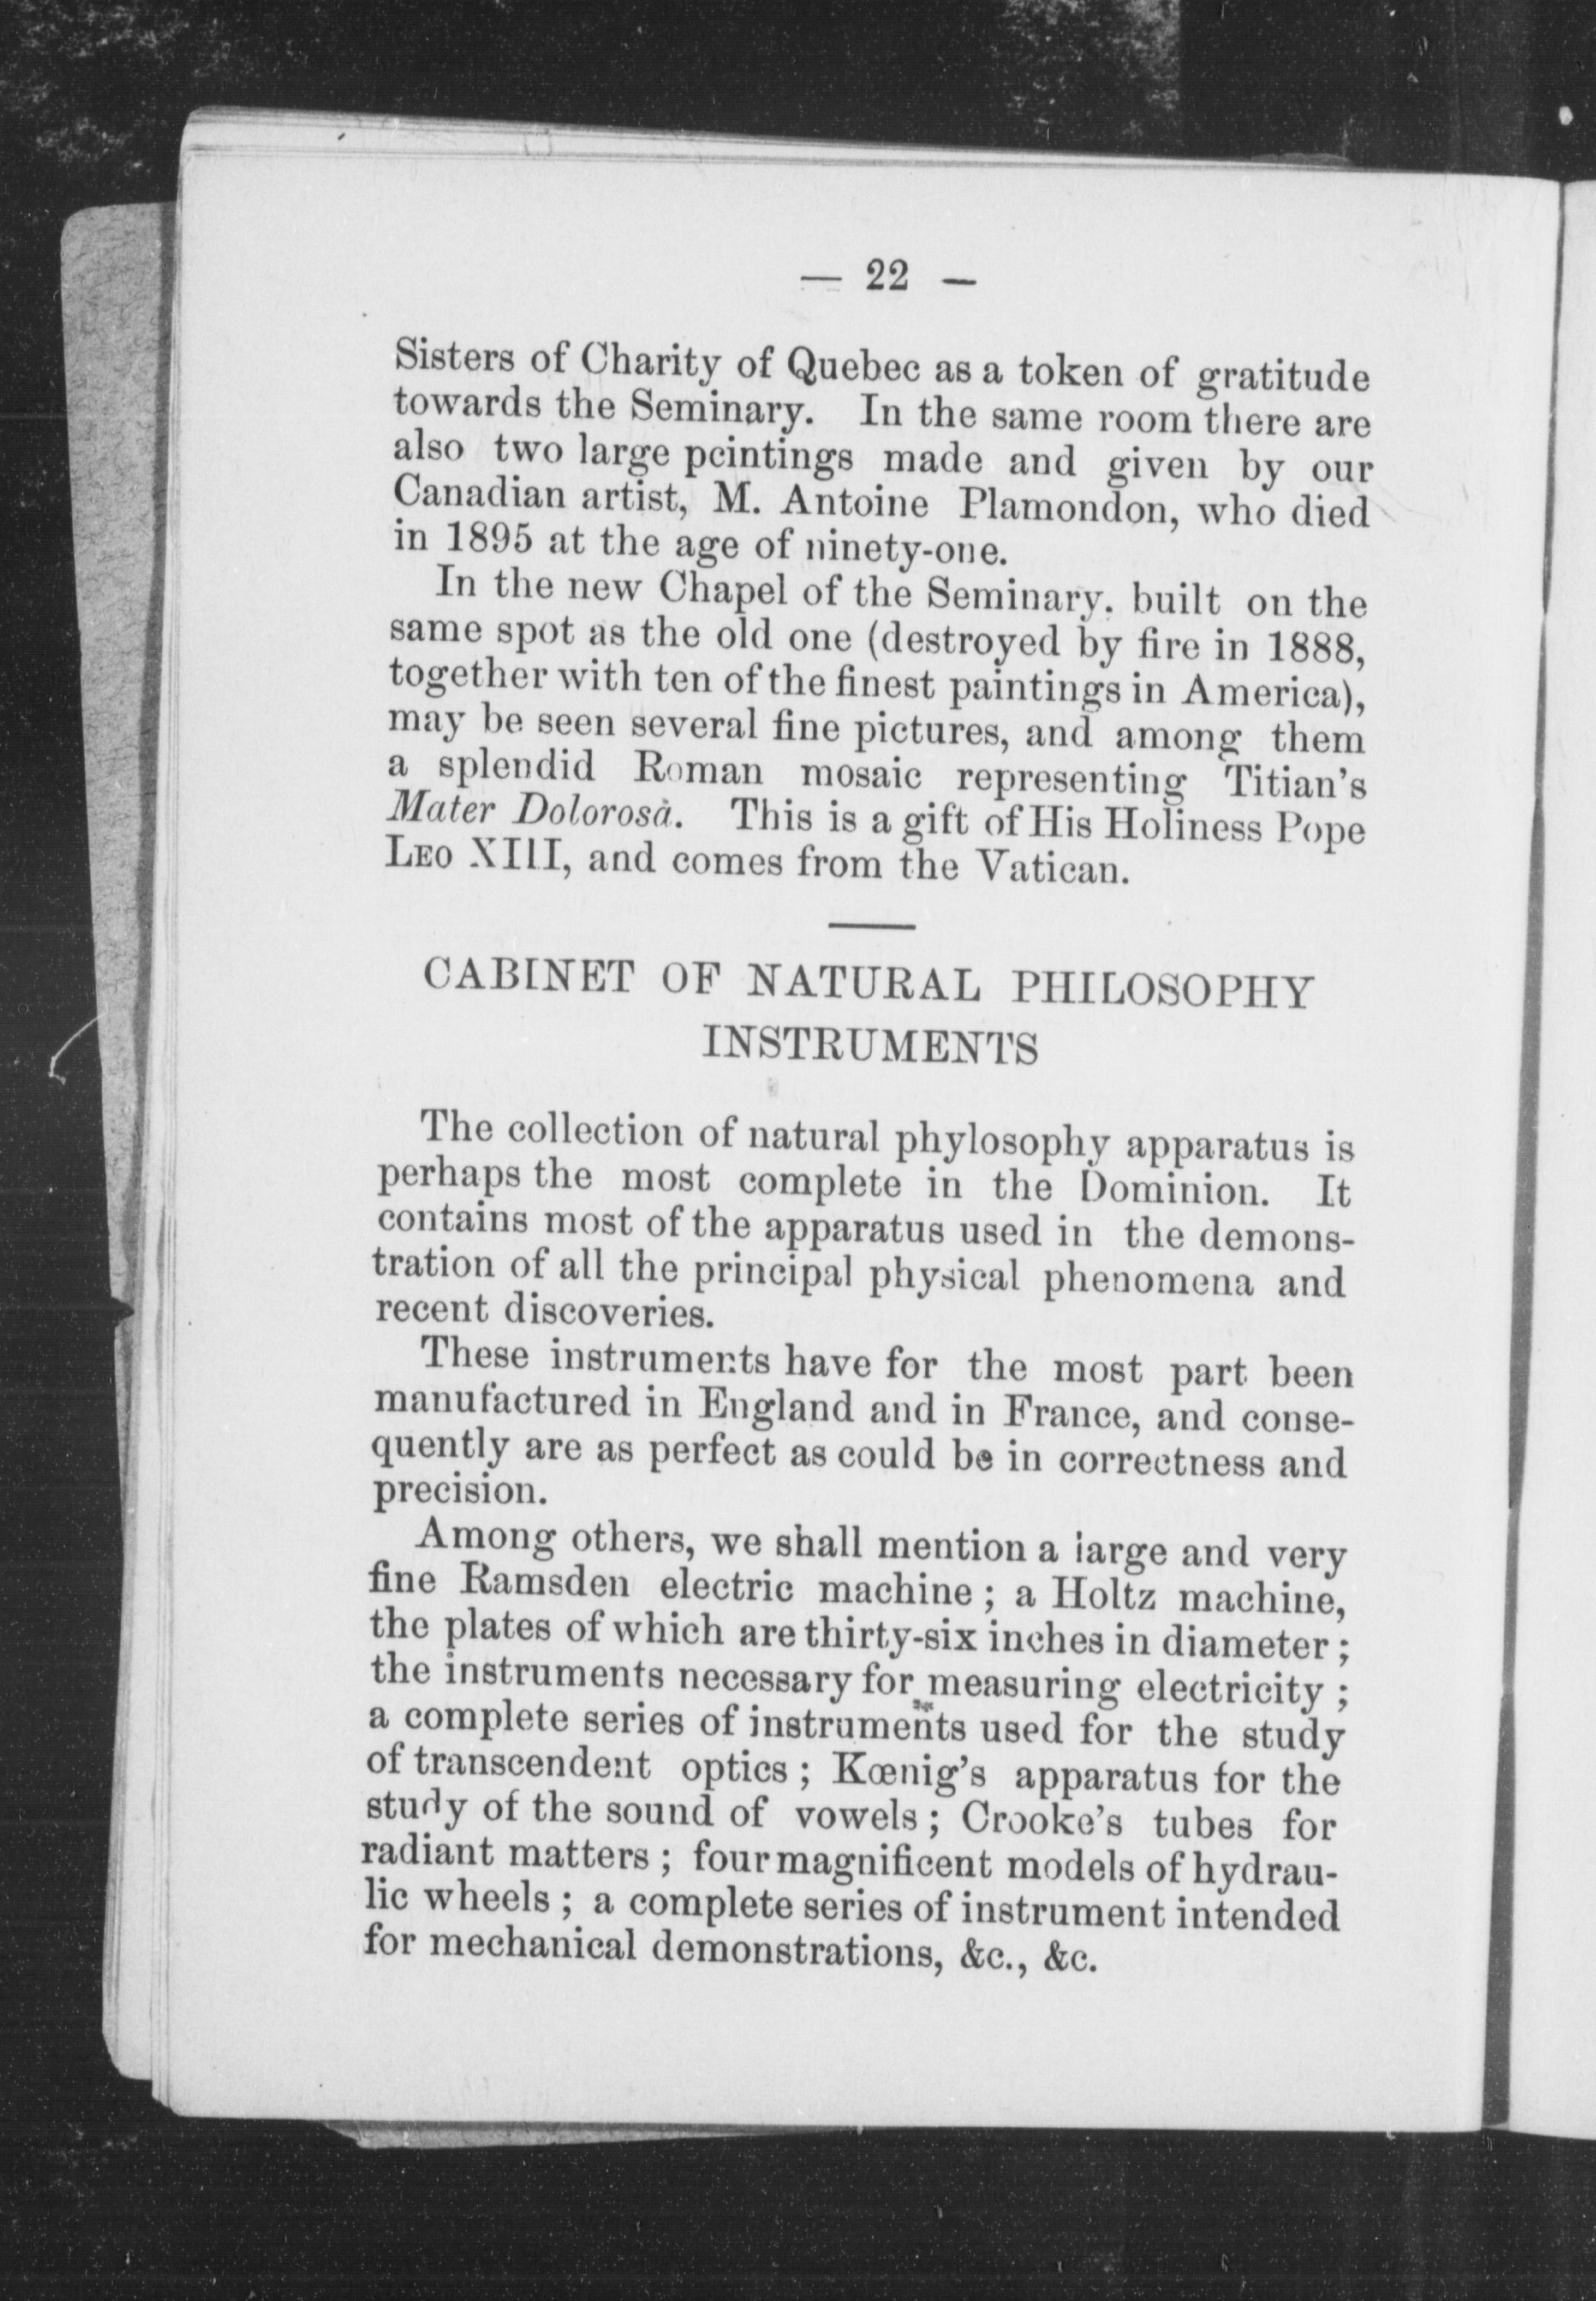 — 22 —
Sisters of Charity of Quebec as a token of gratitude
towards the Seminary. In the same room there are
also two large pcintings made and given by our
Canadian artist, M. Antoine Plamondon, who died
in 1895 at the age of ninety-one.
In the new Chapel of the Seminary. built on the
same spot as the old one (destroyed by fire in 1888,
together with ten of the finest paintings in America),
may be seen several fine pictures, and among them
a splendid Roman mosaic representing Titian's
Mater Dolorosà. This is a gift of His Holiness Pope
LEO XIII, and comes from the Vatican.
CABINET OF NATURAL PHILOSOPHY
INSTRUMENTS
The collection of natural phylosophy apparatus is
perhaps the most complete in the Dominion. It
contains most of the apparatus used in the demons-
tration of all the principal physical phenomena and
recent discoveries.
These instruments have for the most part been
manufactured in England and in France, and conse-
quently are as perfect as could be in correctness and
precision.
Among others, we shall mention a large and very
fine Ramsden electric machine ; a Holtz machine,
the plates of which are thirty-six inches in diameter ;
the instruments necessary for measuring electricity ;
a complete series of instruments used for the study
of transcendent optics ; Kœnig's apparatus for the
study of the sound of vowels ; Crooke's tubes for
radiant matters ; four magnificent models of hydrau-
lic wheels ; a complete series of instrument intended
for mechanical demonstrations, &c., &c.